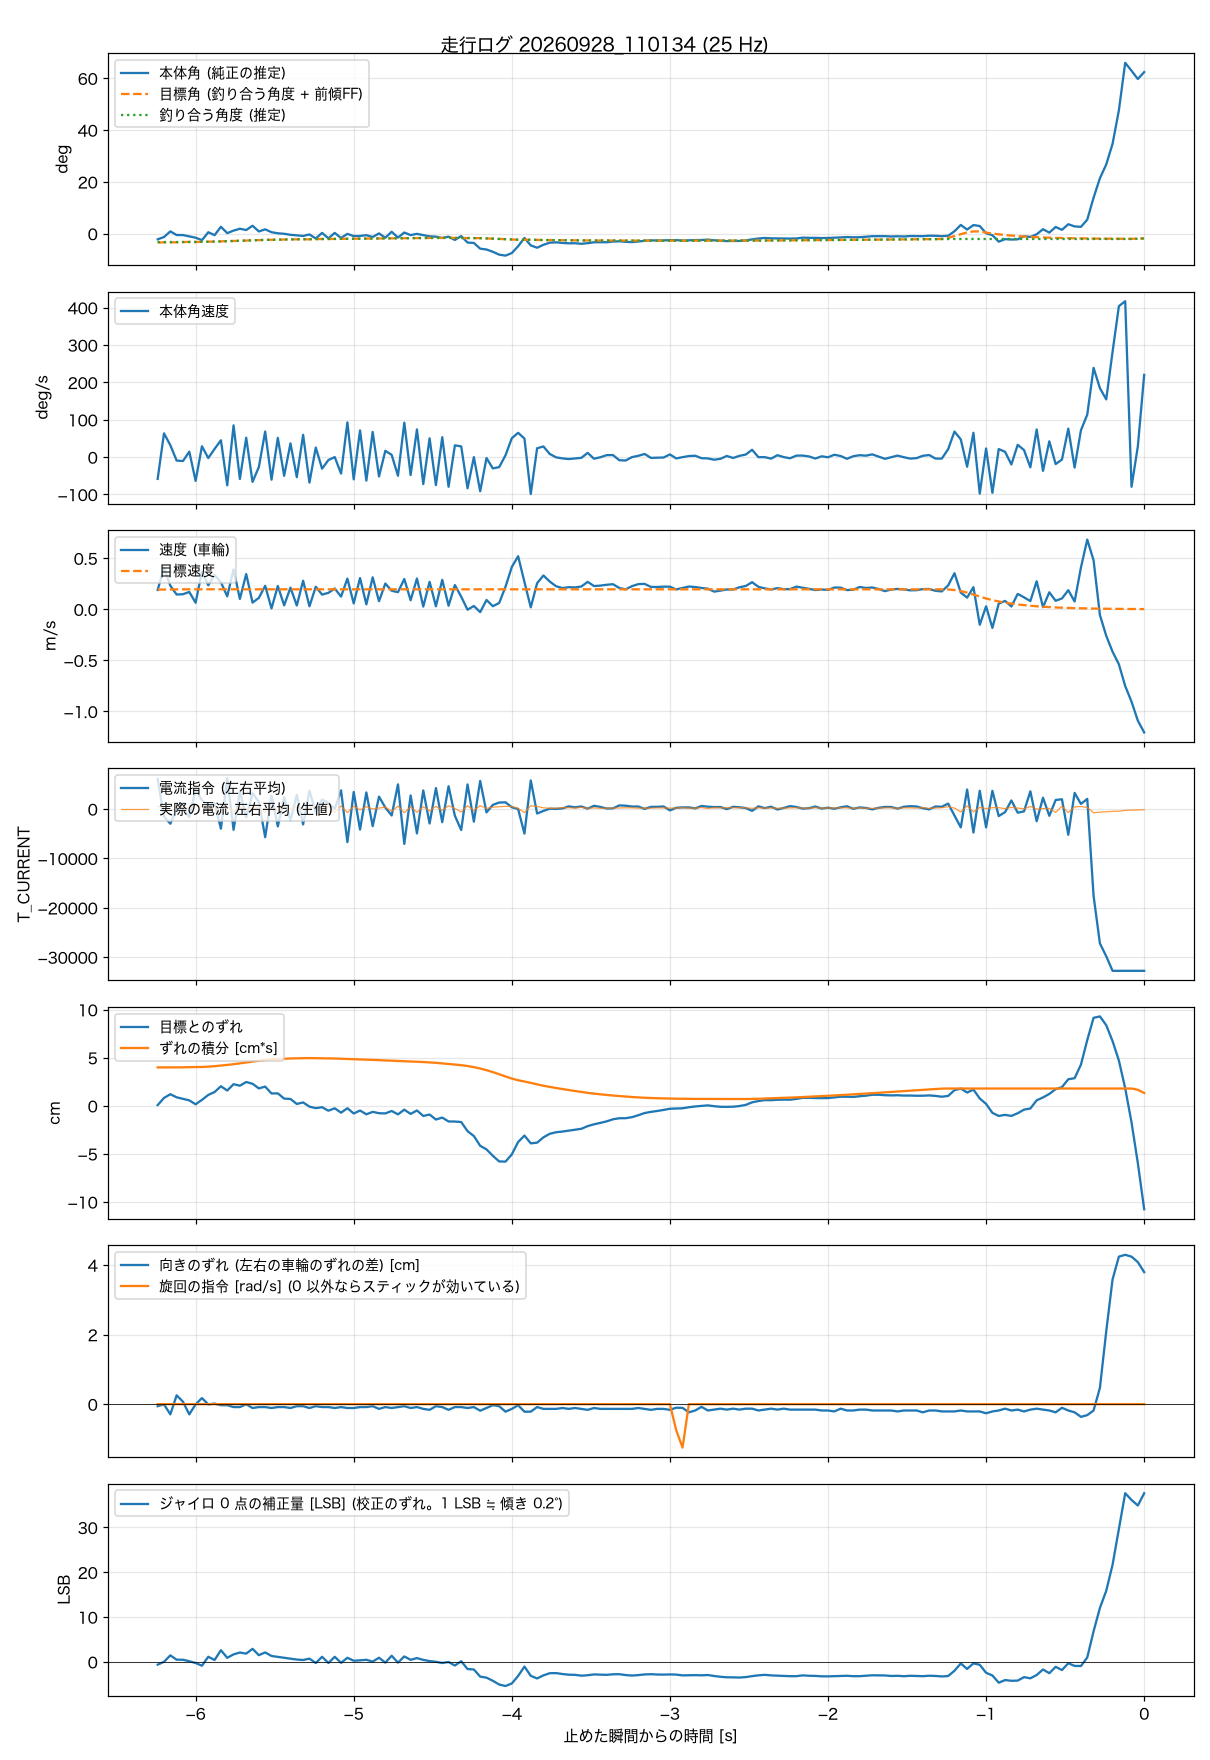 走行ログ 20260928_110134 (25 Hz)
本体角 (純正の推定)
目標角 (釣り合う角度 + 前傾FF)
釣り合う角度 (推定)
60
40
20
0
deg
本体角速度
400
300
200
100
0
−100
deg/s
速度 (車輪)
目標速度
0.5
0.0
−0.5
−1.0
m/s
電流指令 (左右平均)
実際の電流 左右平均 (生値)
0
−10000
−20000
−30000
T_CURRENT
目標とのずれ
ずれの積分 [cm*s]
10
5
0
−5
−10
cm
向きのずれ (左右の車輪のずれの差) [cm]
旋回の指令 [rad/s] (0 以外ならスティックが効いている)
4
2
0
ジャイロ 0 点の補正量 [LSB] (校正のずれ。1 LSB ≒ 傾き 0.2°)
30
20
10
0
LSB
−6
−5
−4
−3
−2
−1
0
止めた瞬間からの時間 [s]